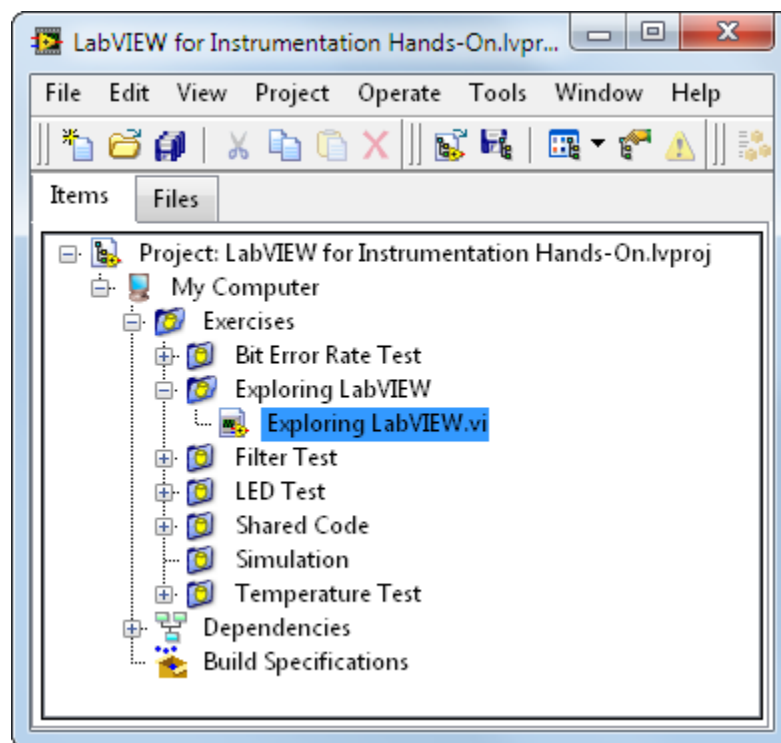 LabVIEW for Instrumentation Hands-On.lvpr...
File Edit View Project Operate Tools Window Help
Items Files
Project: LabVIEW for Instrumentation Hands-On.lvproj
My Computer
Exercises
Bit Error Rate Test
Exploring LabVIEW
Exploring LabVIEW.vi
Filter Test
LED Test
Shared Code
Simulation
Temperature Test
Dependencies
Build Specifications